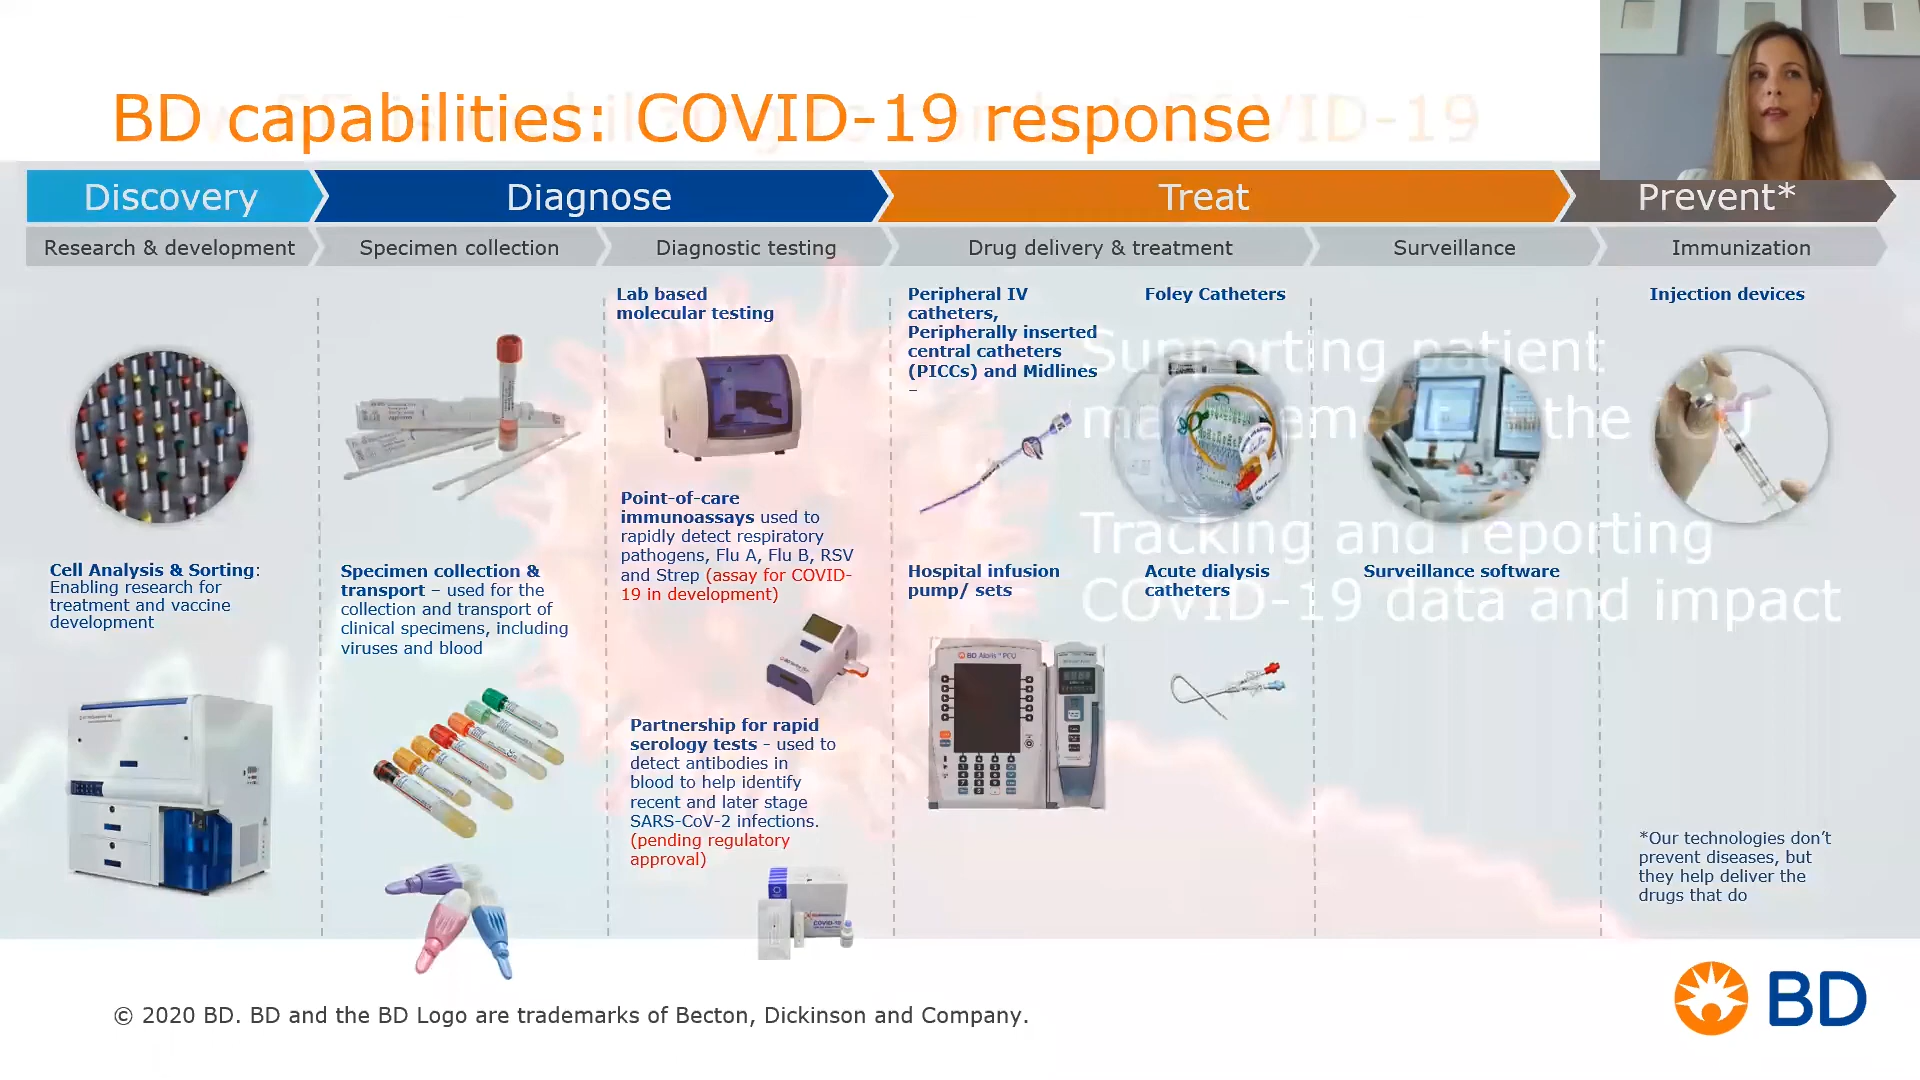 BD capabilities: COVID-19 response
VID-19
Discovery
Diagnose
Treat
Prevent*
Research & development
Specimen collection
Diagnostic testing
Drug delivery & treatment
Surveillance
Immunization
Cell Analysis & Sorting:
Enabling research for
treatment and vaccine
development
Specimen collection &
transport – used for the
collection and transport of
clinical specimens, including
viruses and blood
Lab based
molecular testing
Point-of-care
immunoassays used to
rapidly detect respiratory
pathogens, Flu A, Flu B, RSV
and Strep (assay for COVID-
19 in development)
Partnership for rapid
serology tests - used to
detect antibodies in
blood to help identify
recent and later stage
SARS-CoV-2 infections.
(pending regulatory
approval)
COVID-19
Peripheral IV
catheters,
Peripherally inserted
central catheters
(PICCs) and Midlines
–
Hospital infusion
pump/ sets
BD Alaris™ PCU
Foley Catheters
Acute dialysis
catheters
Supporting patient
the
Tracking and reporting
COVID-19 data and impact
Surveillance software
Injection devices
*Our technologies don’t
prevent diseases, but
they help deliver the
drugs that do
© 2020 BD. BD and the BD Logo are trademarks of Becton, Dickinson and Company.
BD